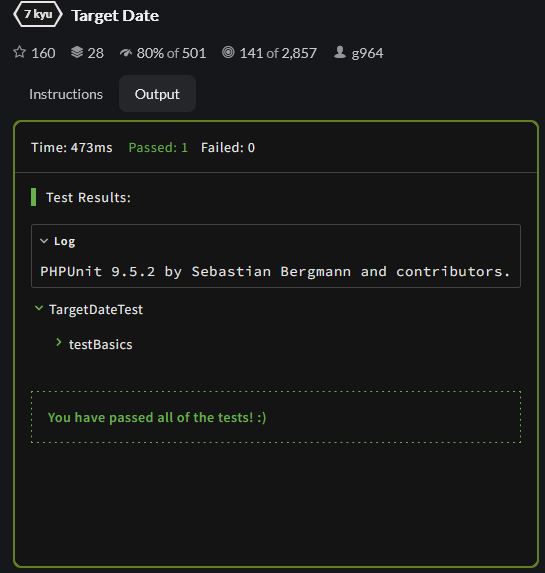 7 kyu Target Date
160 28 80% of 501 141 of 2,857 g964
Instructions Output
Time: 473ms Passed: 1 Failed: 0
Test Results:
Log
PHPUnit 9.5.2 by Sebastian Bergmann and contributors.
TargetDateTest
testBasics
You have passed all of the tests! :)